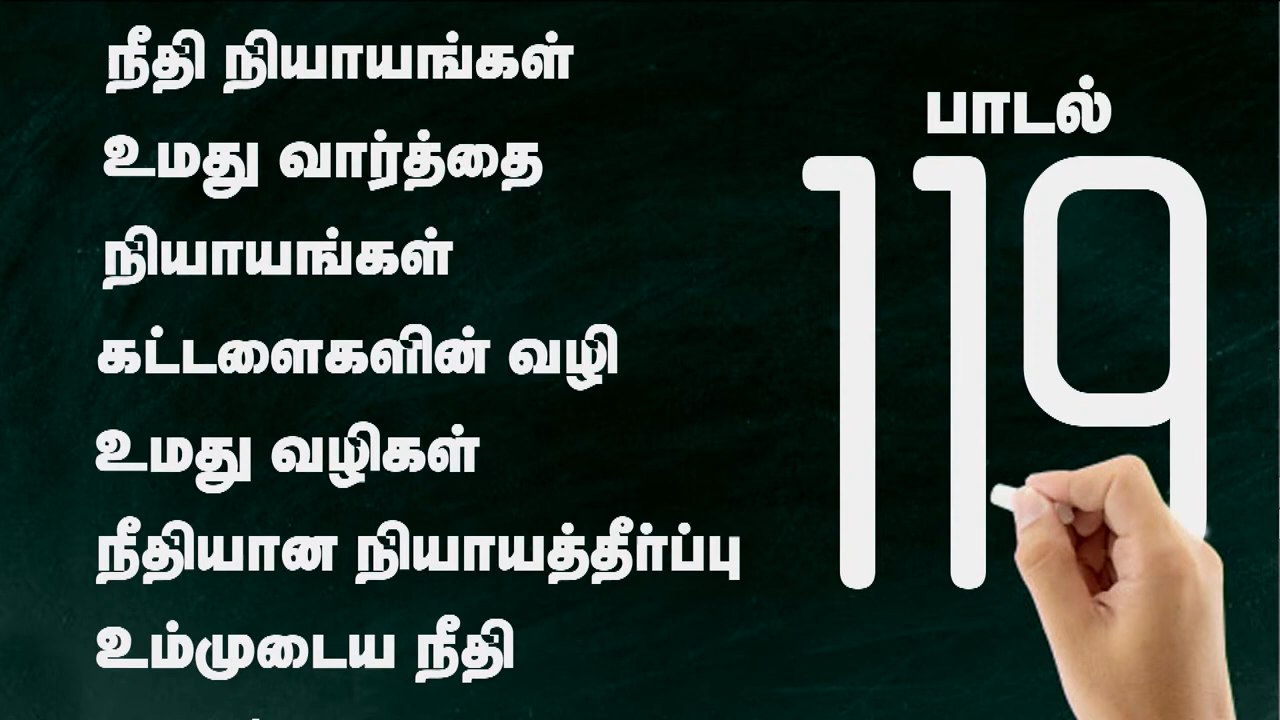 நீதி நியாயங்கள்
உமது வார்த்தை
நியாயங்கள்
கட்டளைகளின் வழி
உமது வழிகள்
நீதியான நியாயத்தீர்ப்பு
உம்முடைய நீதி
பாடல்
119